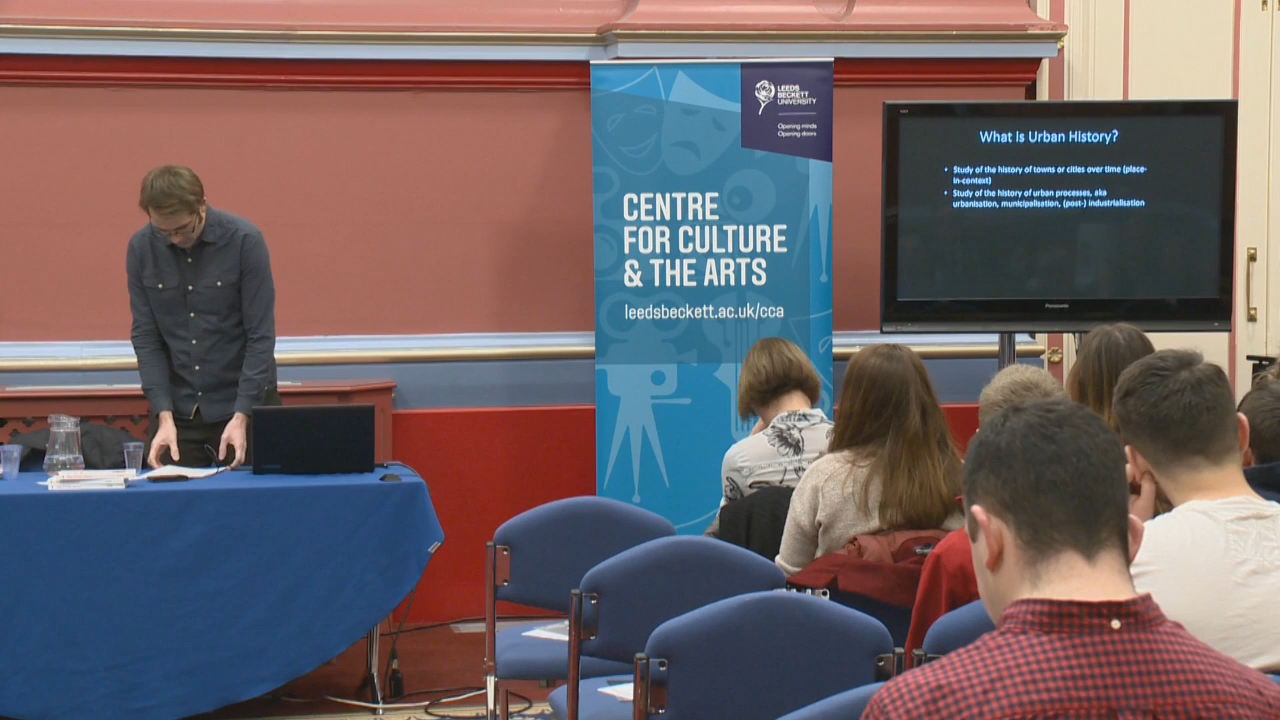 LEEDS
BECKETT
UNIVERSITY
Opening minds
Opening doors
CENTRE
FOR CULTURE
& THE ARTS
leedsbeckett.ac.uk/cca
What is Urban History?
• Study of the history of towns or cities over time (place-
in-context)
• Study of the history of urban processes, aka
urbanisation, municipalisation, (post-) industrialisation
Panasonic